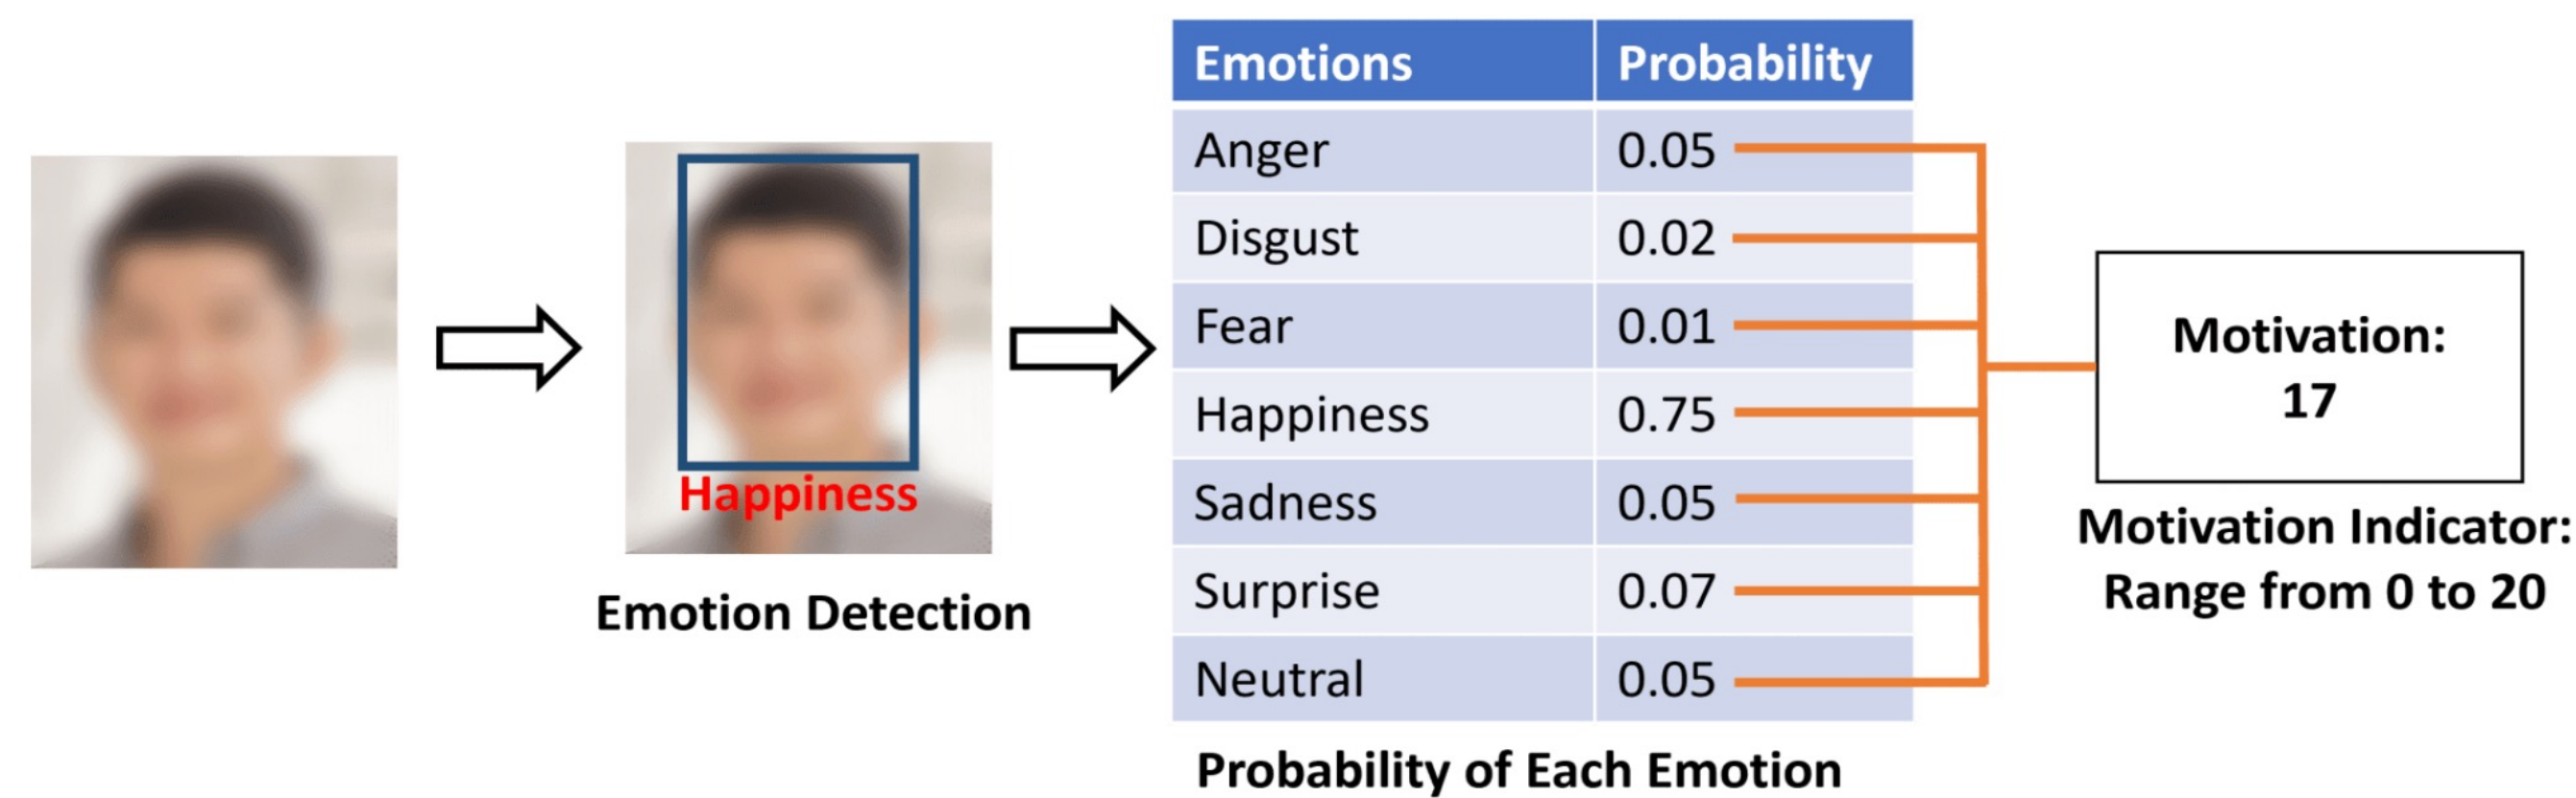 Happiness
Emotion Detection
Emotions Probability
Anger 0.05
Disgust 0.02
Fear 0.01
Happiness 0.75
Sadness 0.05
Surprise 0.07
Neutral 0.05
Probability of Each Emotion
Motivation:
17
Motivation Indicator:
Range from 0 to 20